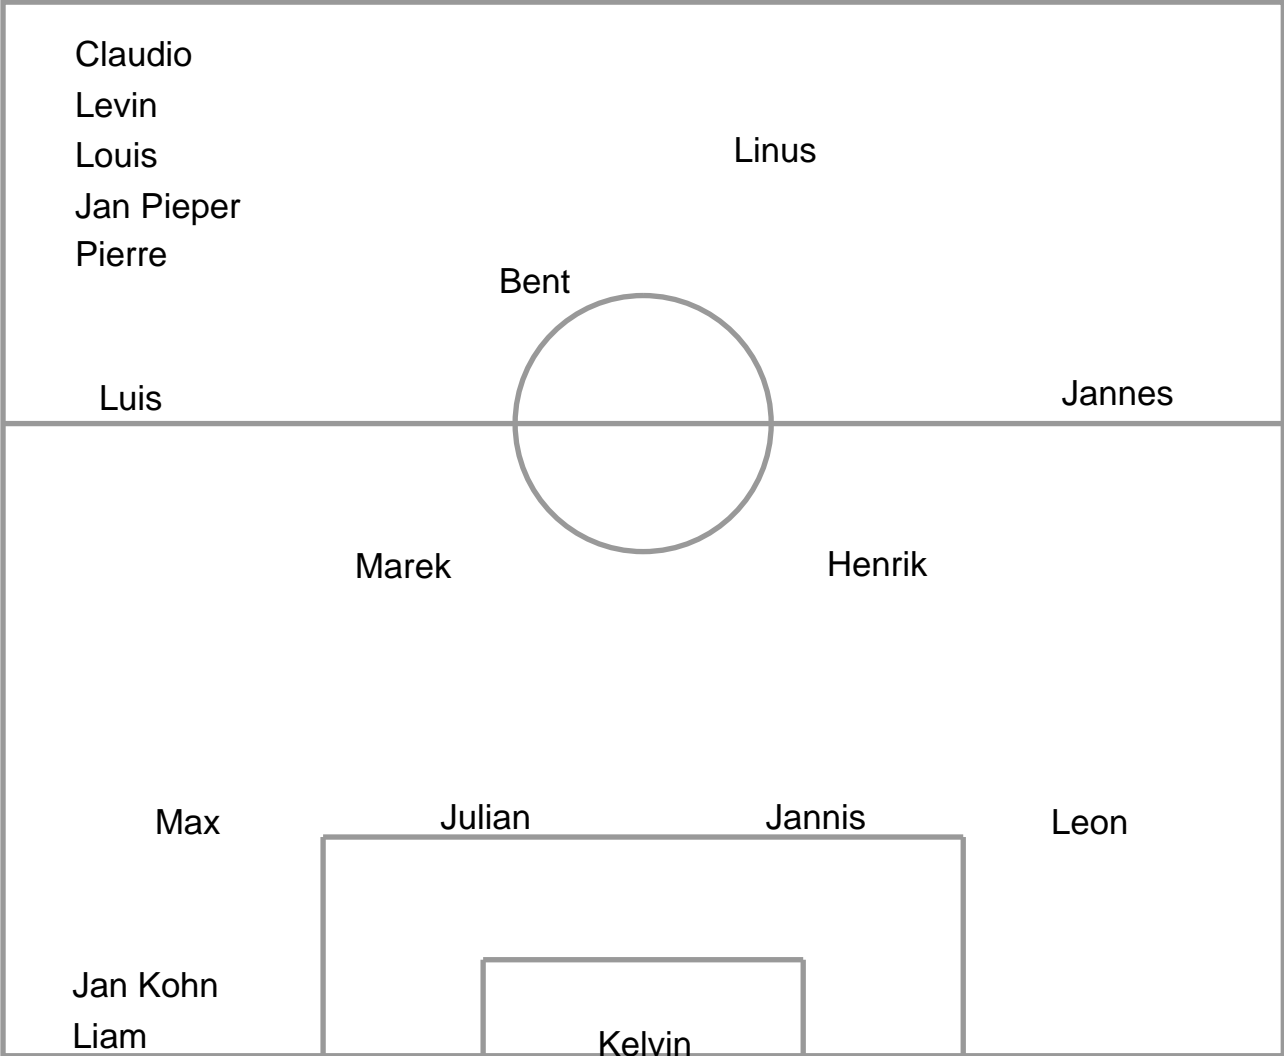 Claudio
Levin
Louis
Linus
Jan Pieper
Pierre
Bent
Luis
Jannes
Marek
Henrik
Max
Julian
Jannis
Leon
Jan Kohn
Liam
Kelvin